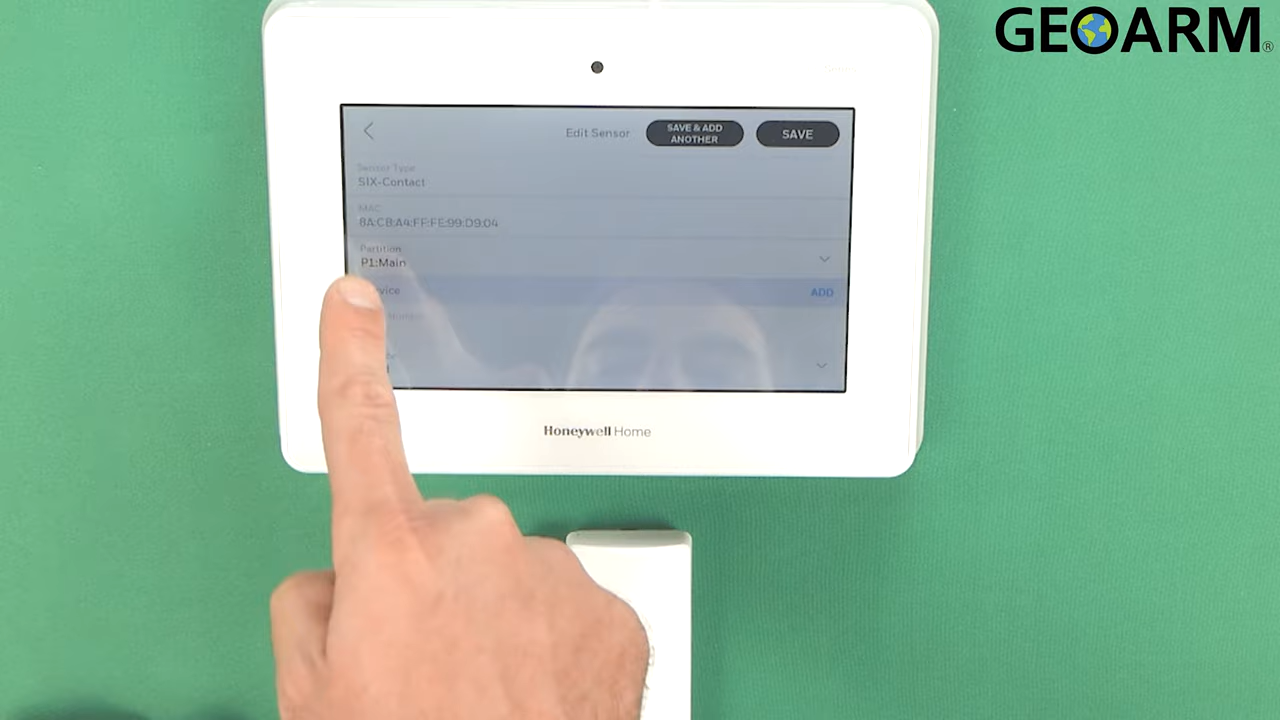 GEOARM®
Edit Sensor
SAVE & ADD
ANOTHER
SAVE
Sensor Type
SIX-Contact
MAC
8A:CB:A4:FF:FE:99:D9:04
Partition
P1:Main
ADD
Honeywell Home